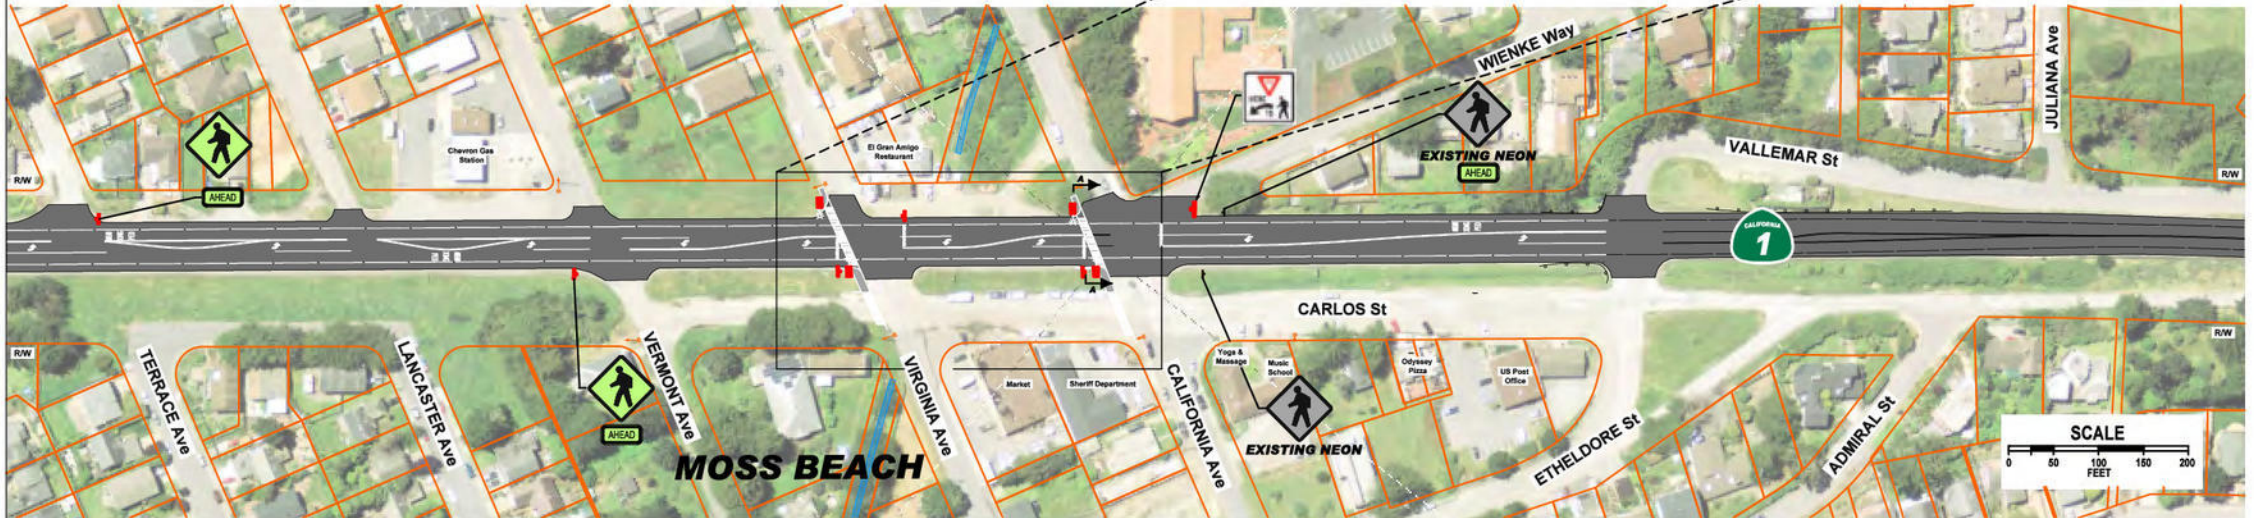 WIENKE Way
JULIANA Ave
HERE
TO
EXISTING NEON
AHEAD
VALLEMAR St
Chevron Gas
Station
El Gran Amigo
Restaurant
R/W
AHEAD
R/W
A
CALIFORNIA
1
A
CARLOS St
R/W
R/W
TERRACE Ave
LANCASTER Ave
VERMONT Ave
VIRGINIA Ave
CALIFORNIA Ave
Yoga &
Massage
Music
School
Odyssey
Pizza
US Post
Office
Market
Sheriff Department
AHEAD
EXISTING NEON
MOSS BEACH
ETHELDORE St
ADMIRAL St
SCALE
0 50 100 150 200
FEET